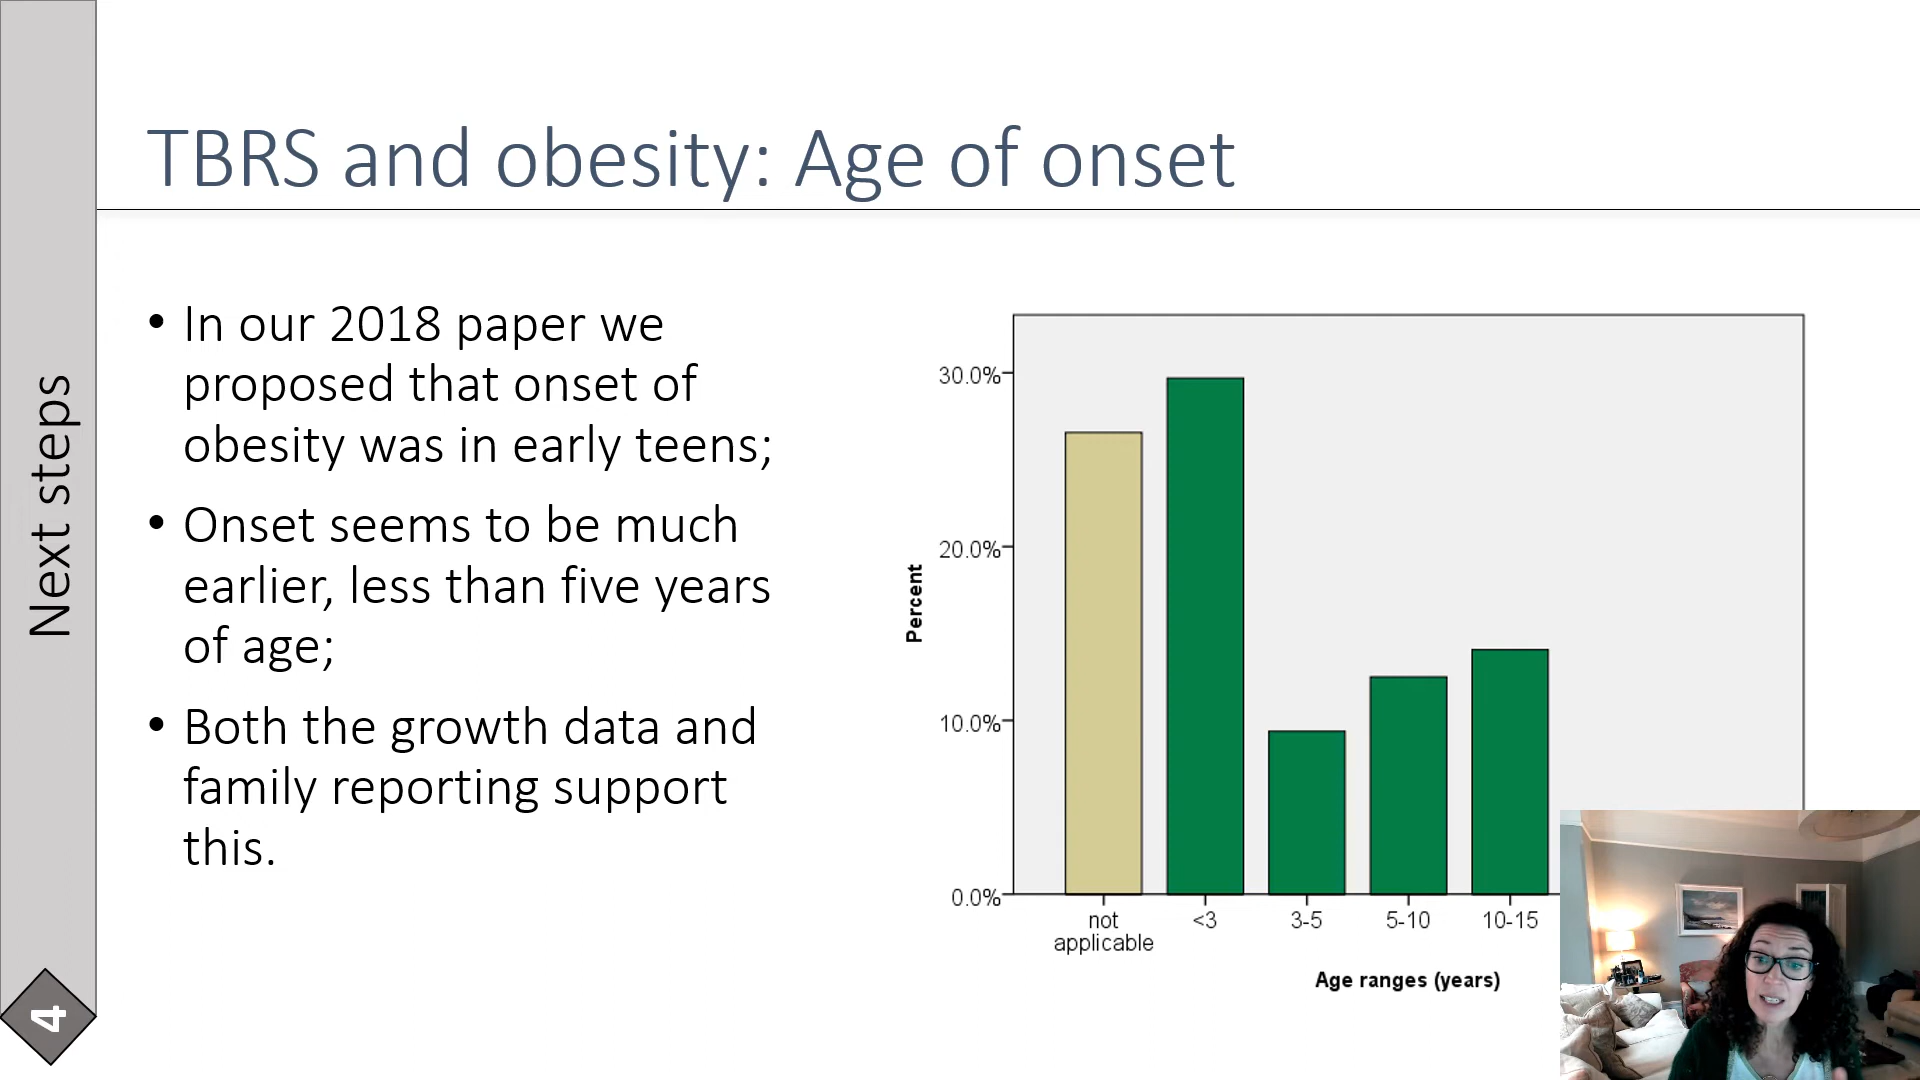 TBRS and obesity: Age of onset
Next steps
4
• In our 2018 paper we
proposed that onset of
obesity was in early teens;
• Onset seems to be much
earlier, less than five years
of age;
• Both the growth data and
family reporting support
this.
Percent
30.0%
20.0%
10.0%
0.0%
not
applicable
<3
3-5
5-10
10-15
Age ranges (years)